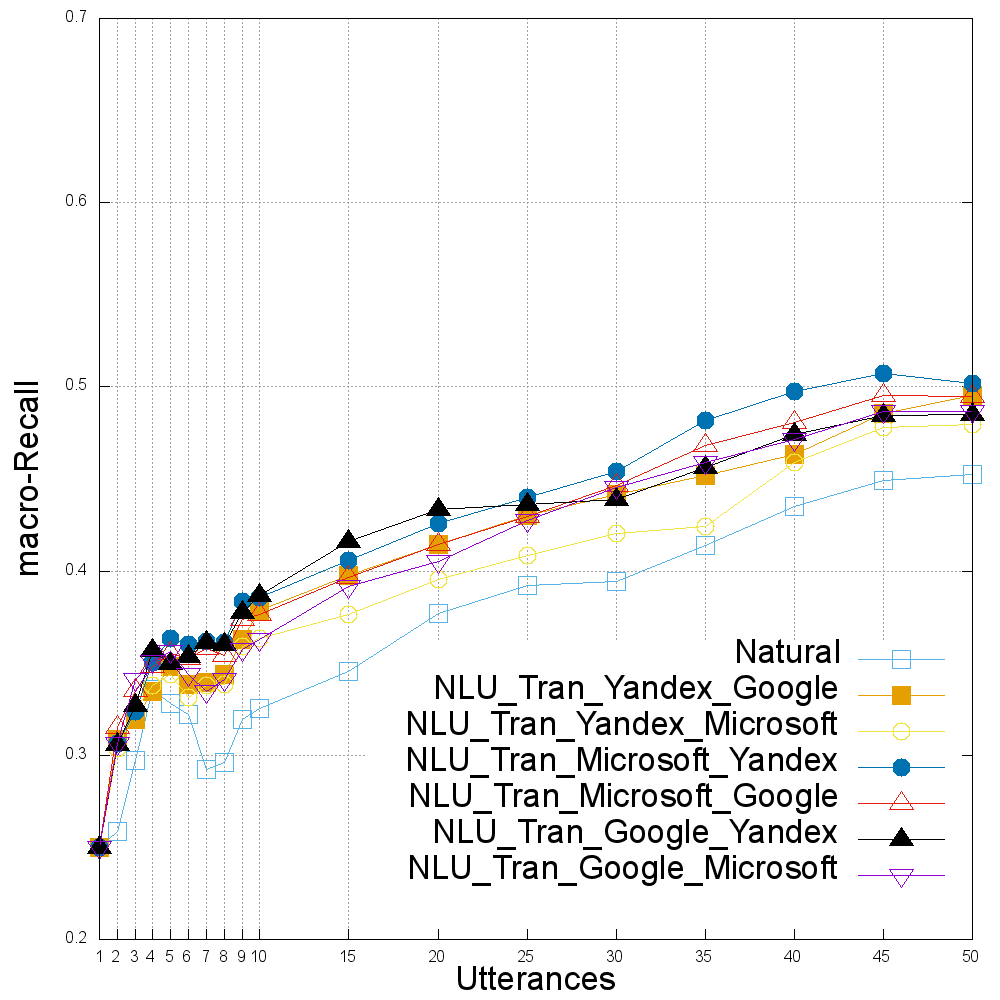 0.7
0.6
0.5
0.4
0.3
0.2
macro-Recall
Natural
NLU_Tran_Yandex_Google
NLU_Tran_Yandex_Microsoft
NLU_Tran_Microsoft_Yandex
NLU_Tran_Microsoft_Google
NLU_Tran_Google_Yandex
NLU_Tran_Google_Microsoft
1 2 3 4 5 6 7 8 9 10 15 20 25 30 35 40 45 50
Utterances